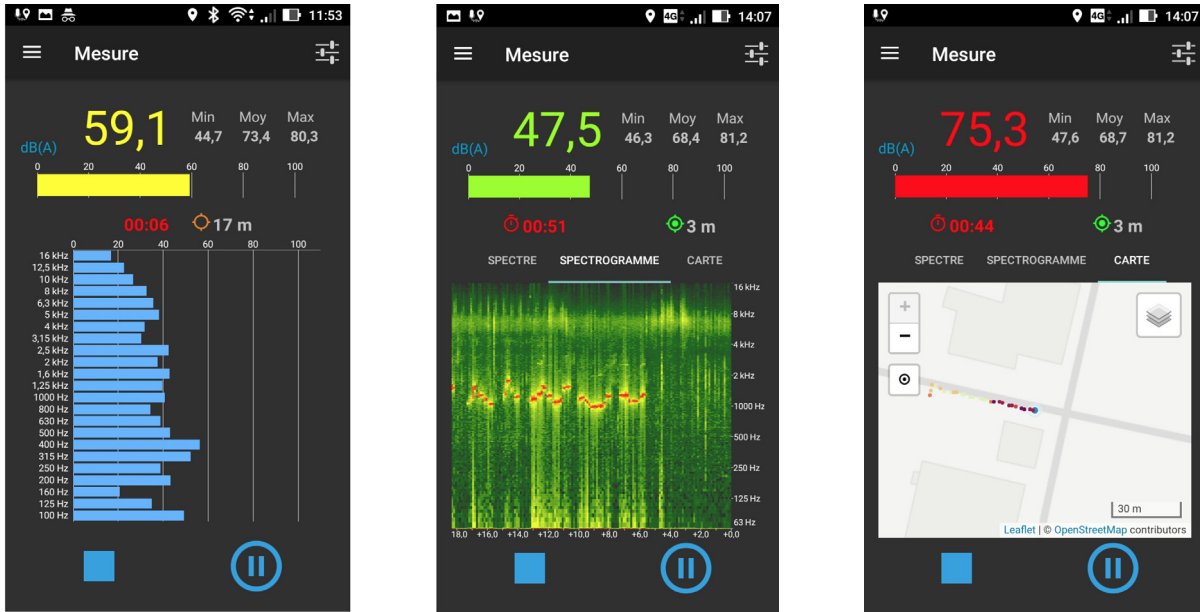 11:53
Mesure
59,1
Min Moy Max
44,7 73,4 80,3
dB(A)
0 20 40 60 80 100
00:06 17 m
0 20 40 60 80 100
16 kHz
12,5 kHz
10 kHz
8 kHz
6,3 kHz
5 kHz
4 kHz
3,15 kHz
2,5 kHz
2 kHz
1,6 kHz
1,25 kHz
1000 Hz
800 Hz
630 Hz
500 Hz
400 Hz
315 Hz
250 Hz
200 Hz
160 Hz
125 Hz
100 Hz
4G 14:07
Mesure
47,5
Min Moy Max
46,3 68,4 81,2
dB(A)
0 20 40 60 80 100
00:51 3 m
SPECTRE SPECTROGRAMME CARTE
16 kHz
8 kHz
4 kHz
2 kHz
1000 Hz
500 Hz
250 Hz
125 Hz
63 Hz
18,0 +16,0 +14,0 +12,0 +10,0 +8,0 +6,0 +4,0 +2,0 +0,0
4G 14:07
Mesure
75,3
Min Moy Max
47,6 68,7 81,2
dB(A)
0 20 40 60 80 100
00:44 3 m
SPECTRE SPECTROGRAMME CARTE
+
−
30 m
Leaflet | © OpenStreetMap contributors